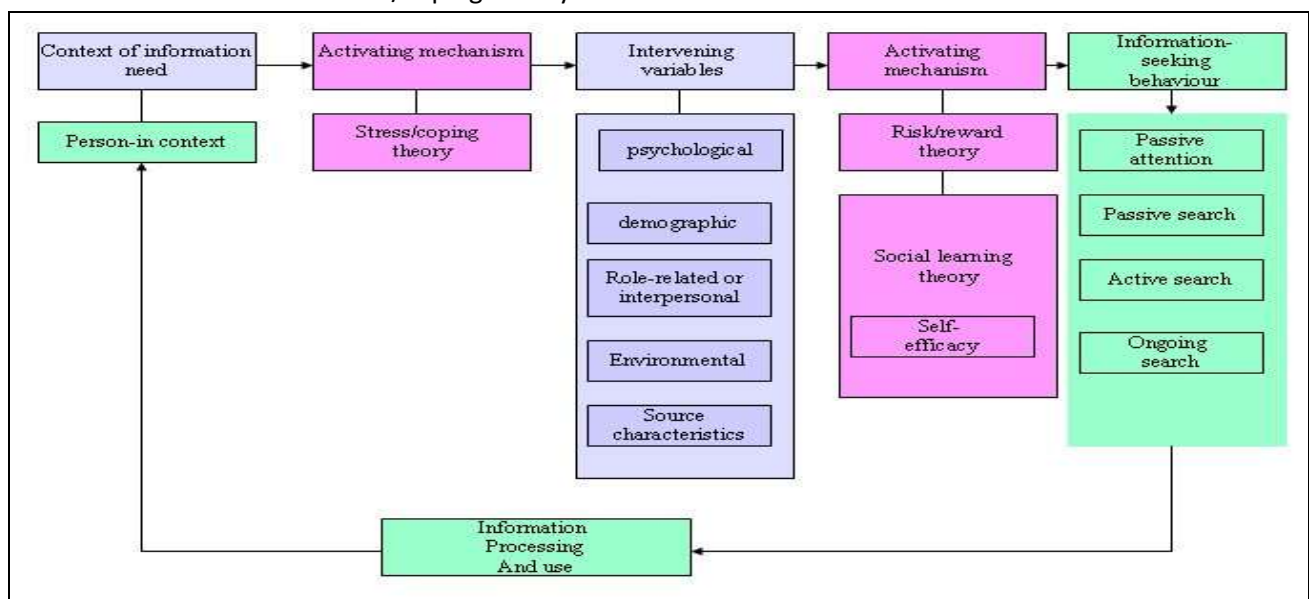 Context of information
need
Activating mechanism
Intervening
variables
Activating
mechanism
Information-
seeking
behaviour
Person-in context
Stress/coping
theory
psychological
demographic
Role-related or
interpersonal
Environmental
Source
characteristics
Risk/reward
theory
Social learning
theory
Self-
efficacy
Passive
attention
Passive search
Active search
Ongoing
search
Information
Processing
And use